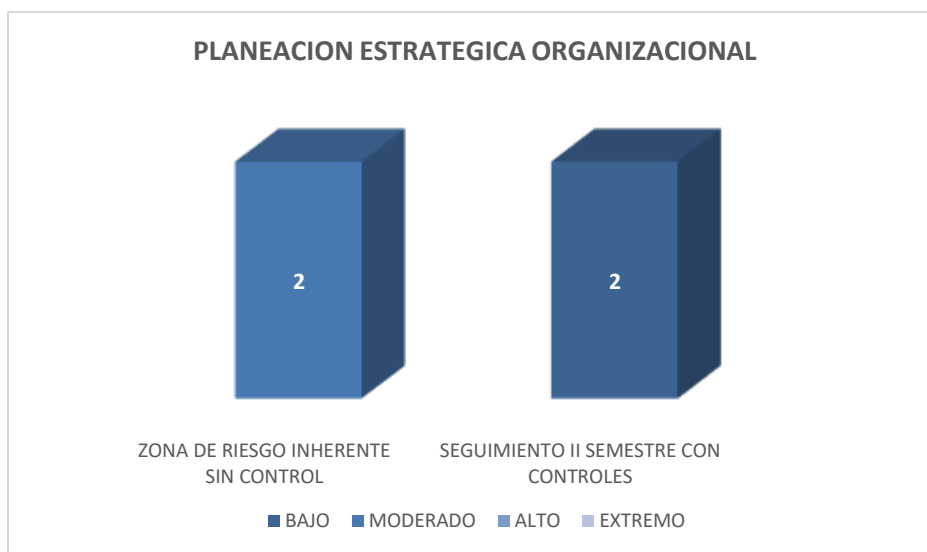 PLANEACION ESTRATEGICA ORGANIZACIONAL
2
2
ZONA DE RIESGO INHERENTE
SIN CONTROL
SEGUIMIENTO II SEMESTRE CON
CONTROLES
BAJO MODERADO ALTO EXTREMO